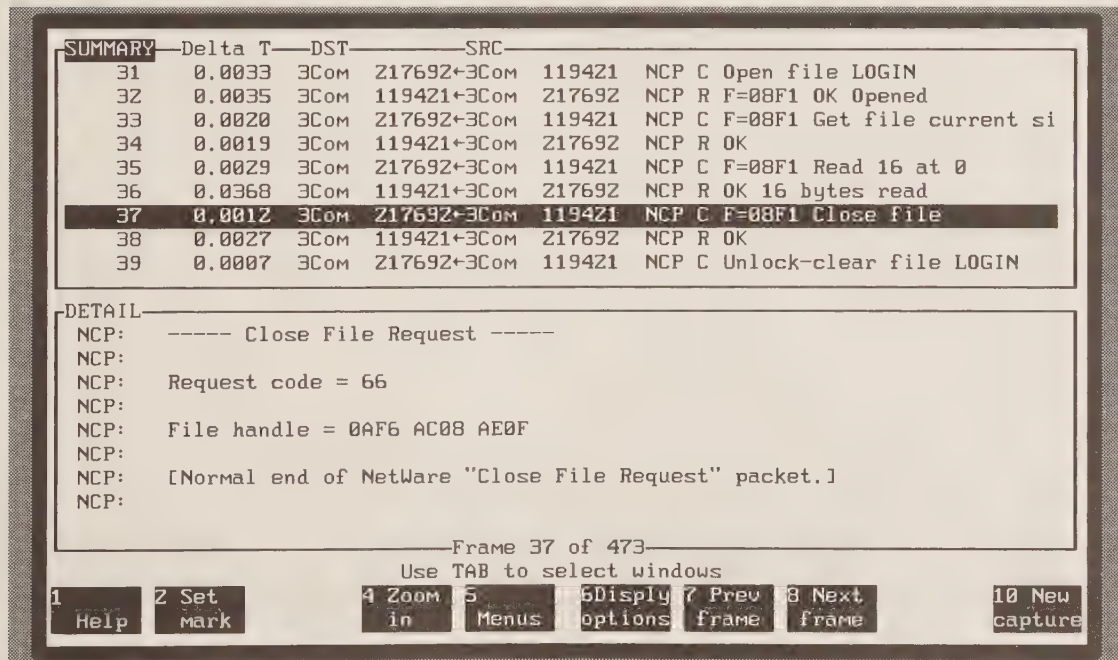 SUMMARY Delta T DST SRC
31 0.0033 3Com 217692←3Com 119421 NCP C Open file LOGIN
32 0.0035 3Com 119421←3Com 217692 NCP R F=08F1 OK Opened
33 0.0020 3Com 217692←3Com 119421 NCP C F=08F1 Get file current si
34 0.0019 3Com 119421←3Com 217692 NCP R OK
35 0.0029 3Com 217692←3Com 119421 NCP C F=08F1 Read 16 at 0
36 0.0368 3Com 119421←3Com 217692 NCP R OK 16 bytes read
37 0.0012 3Com 217692←3Com 119421 NCP C F=08F1 Close file
38 0.0027 3Com 119421←3Com 217692 NCP R OK
39 0.0007 3Com 217692←3Com 119421 NCP C Unlock-clear file LOGIN
DETAIL
NCP: ----- Close File Request -----
NCP:
NCP: Request code = 66
NCP:
NCP: File handle = 0AF6 AC08 AE0F
NCP:
NCP: [Normal end of NetWare "Close File Request" packet.]
NCP:
Frame 37 of 473
Use TAB to select windows
1 Help
2 Set mark
4 Zoom in
5 Menus
6Disply options
7 Prev frame
8 Next frame
10 New capture